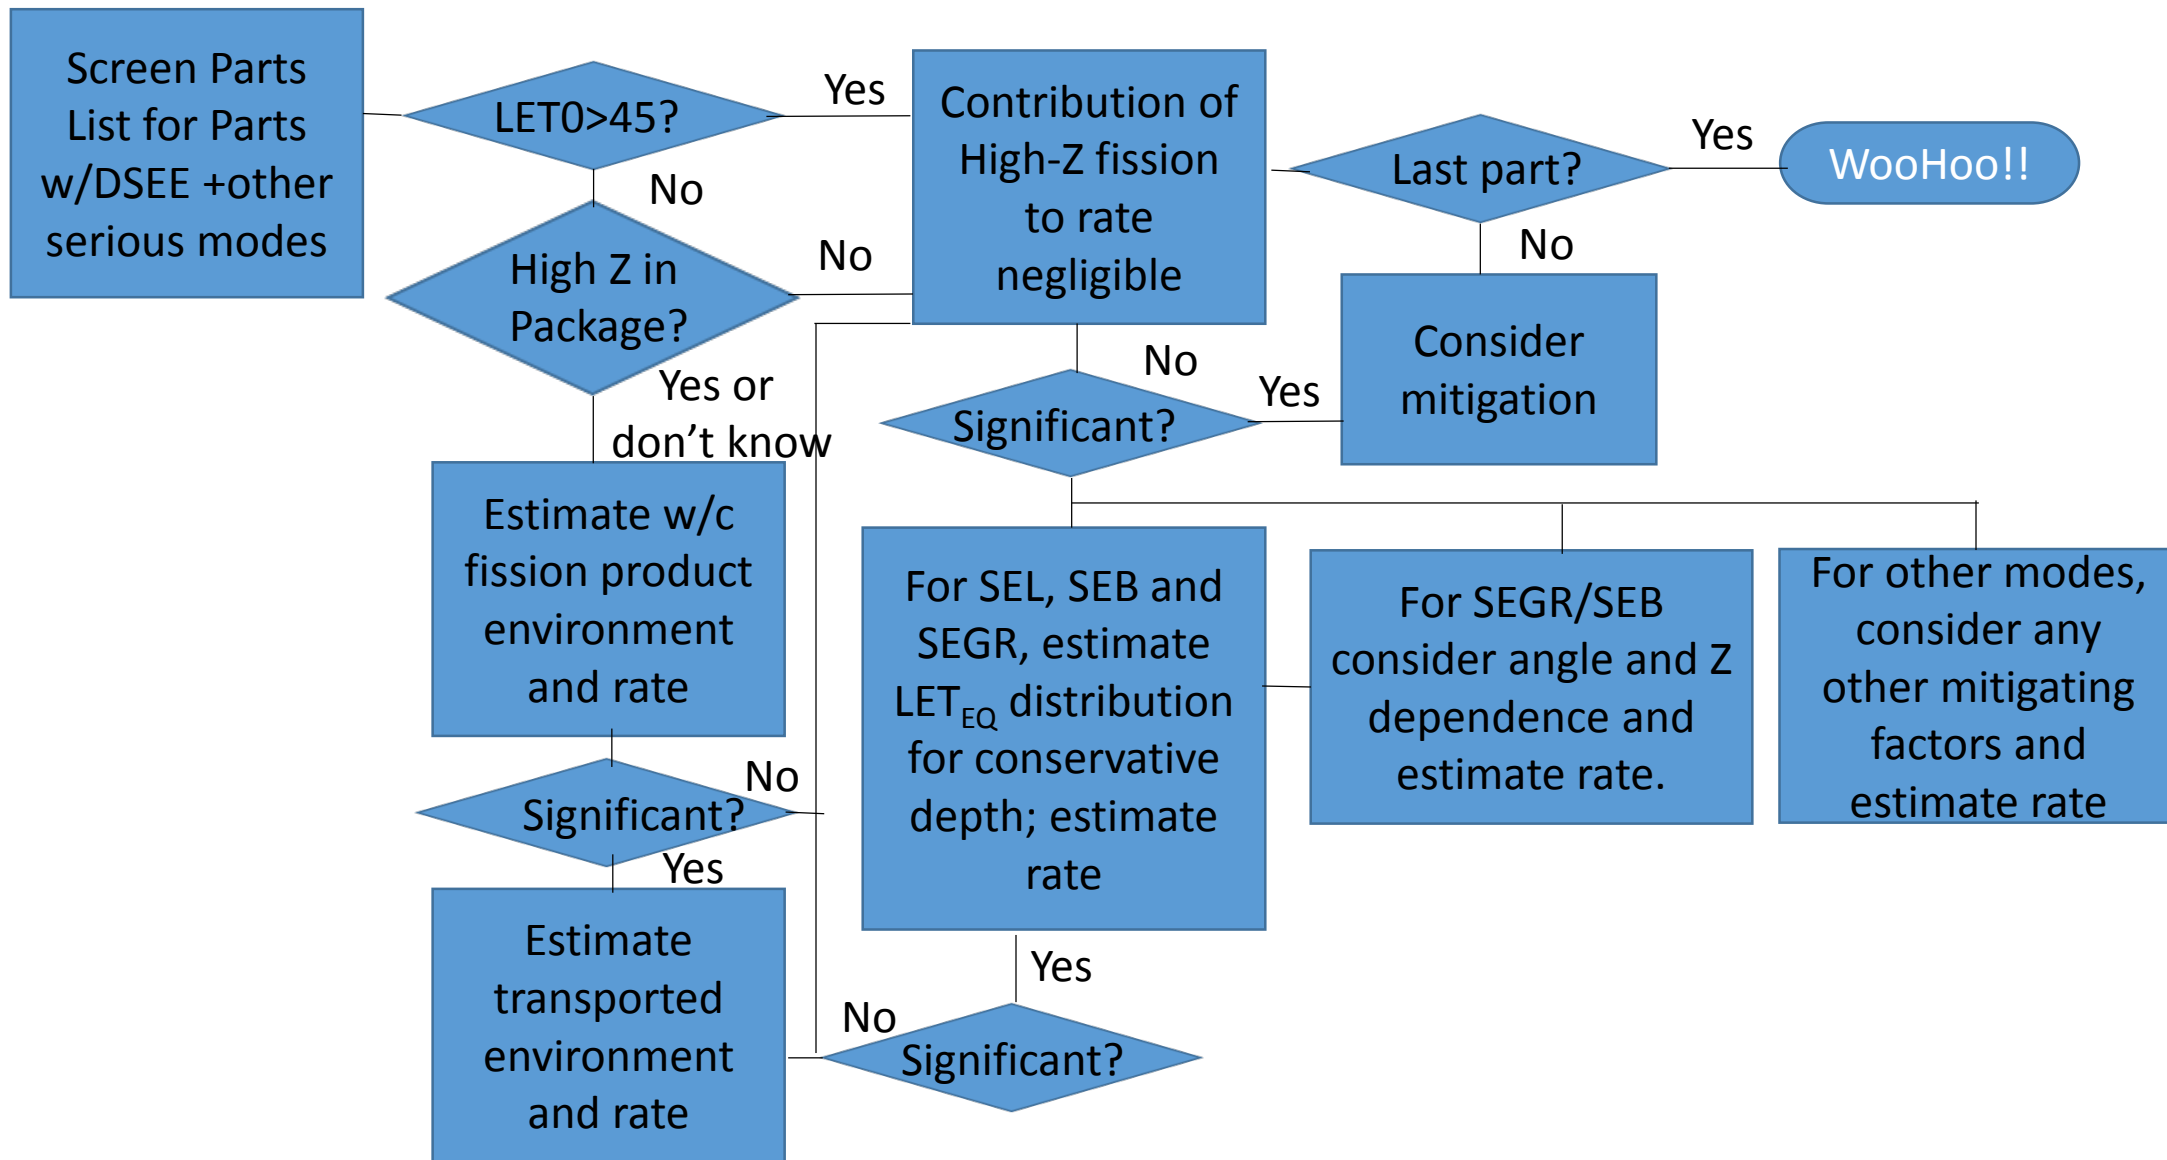 Screen Parts
List for Parts
w/DSEE +other
serious modes
LET0>45?
Yes
No
High Z in
Package?
No
Yes or
don’t know
Contribution of
High-Z fission
to rate
negligible
Last part?
Yes
WooHoo!!
No
Consider
mitigation
No
Significant?
Yes
Estimate w/c
fission product
environment
and rate
Significant?
No
Yes
Estimate
transported
environment
and rate
For SEL, SEB and
SEGR, estimate
LETEQ distribution
for conservative
depth; estimate
rate
Yes
No
Significant?
For SEGR/SEB
consider angle and Z
dependence and
estimate rate.
For other modes,
consider any
other mitigating
factors and
estimate rate